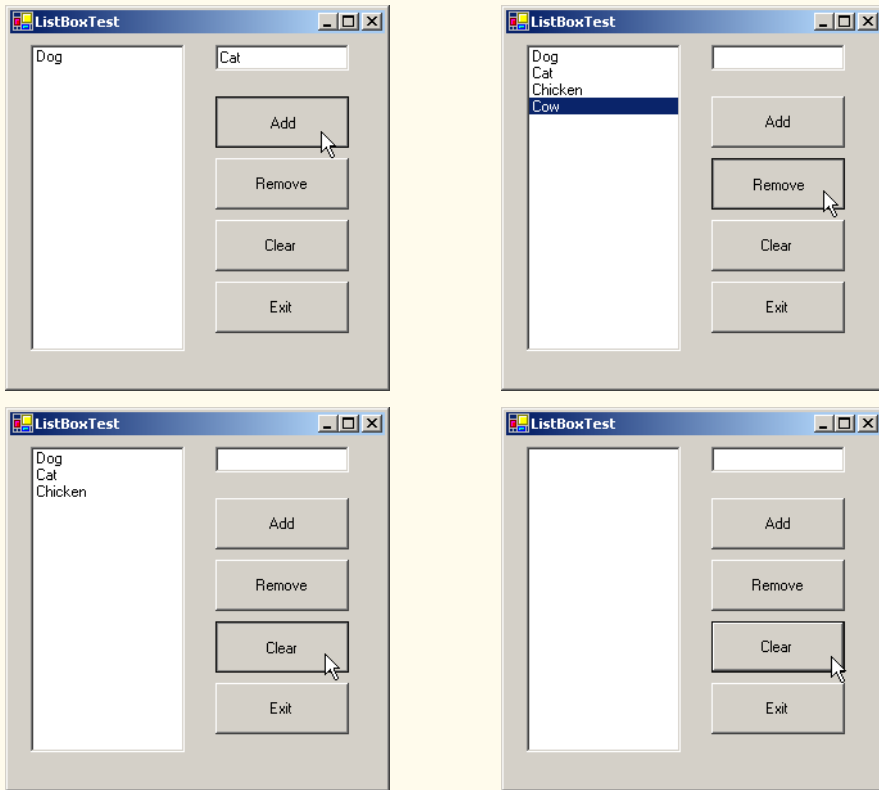 ListBoxTest
Dog
Cat
Add
Remove
Clear
Exit
ListBoxTest
Dog
Cat
Chicken
Cow
Add
Remove
Clear
Exit
ListBoxTest
Dog
Cat
Chicken
Add
Remove
Clear
Exit
ListBoxTest
Add
Remove
Clear
Exit